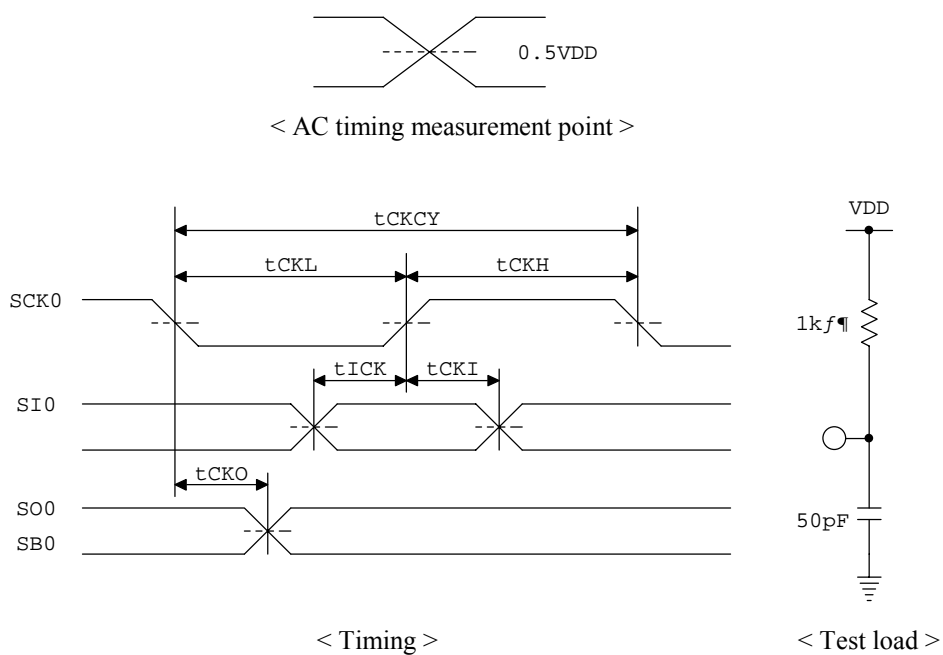 0.5VDD
< AC timing measurement point >
tCKCY
VDD
tCKL
tCKH
SCK0
1kƒ¶
tICK
tCKI
SI0
tCKO
SO0
50pF
SB0
< Timing >
< Test load >